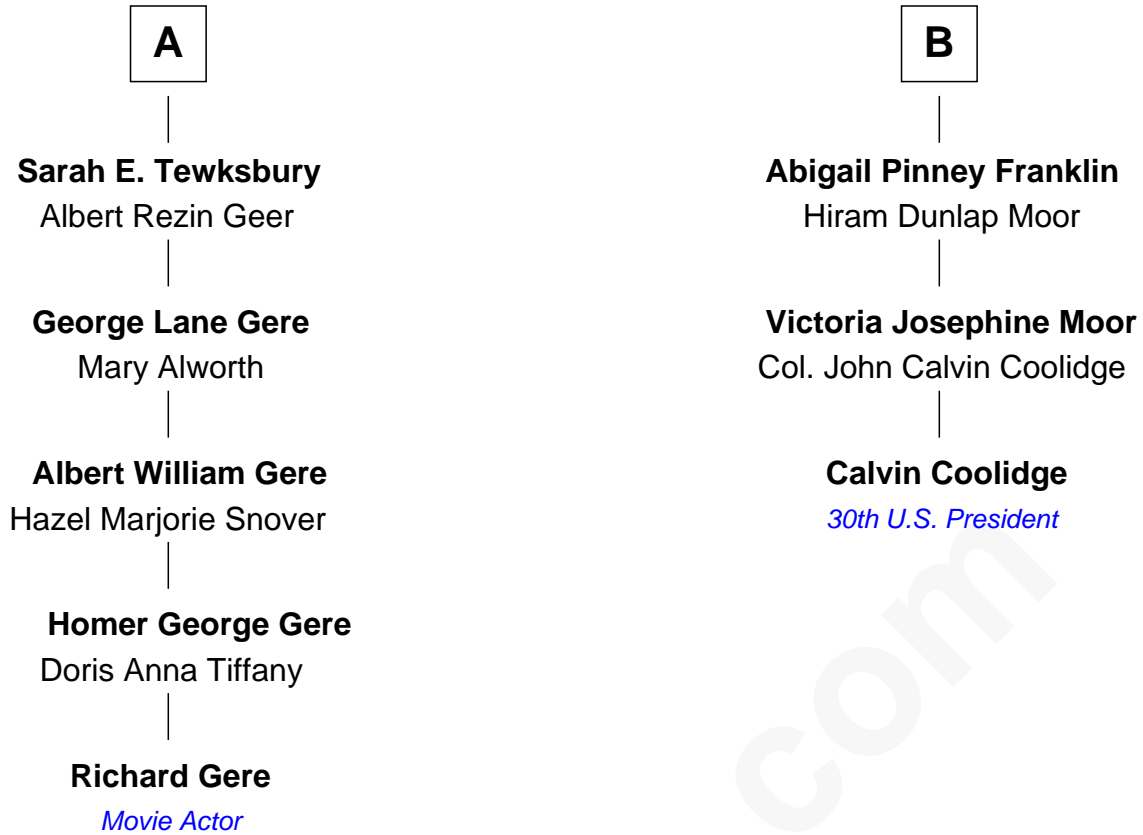 A
Sarah E. Tewksbury
Albert Rezin Geer
George Lane Gere
Mary Alworth
Albert William Gere
Hazel Marjorie Snover
Homer George Gere
Doris Anna Tiffany
Richard Gere
Movie Actor
B
Abigail Pinney Franklin
Hiram Dunlap Moor
Victoria Josephine Moor
Col. John Calvin Coolidge
Calvin Coolidge
30th U.S. President
com